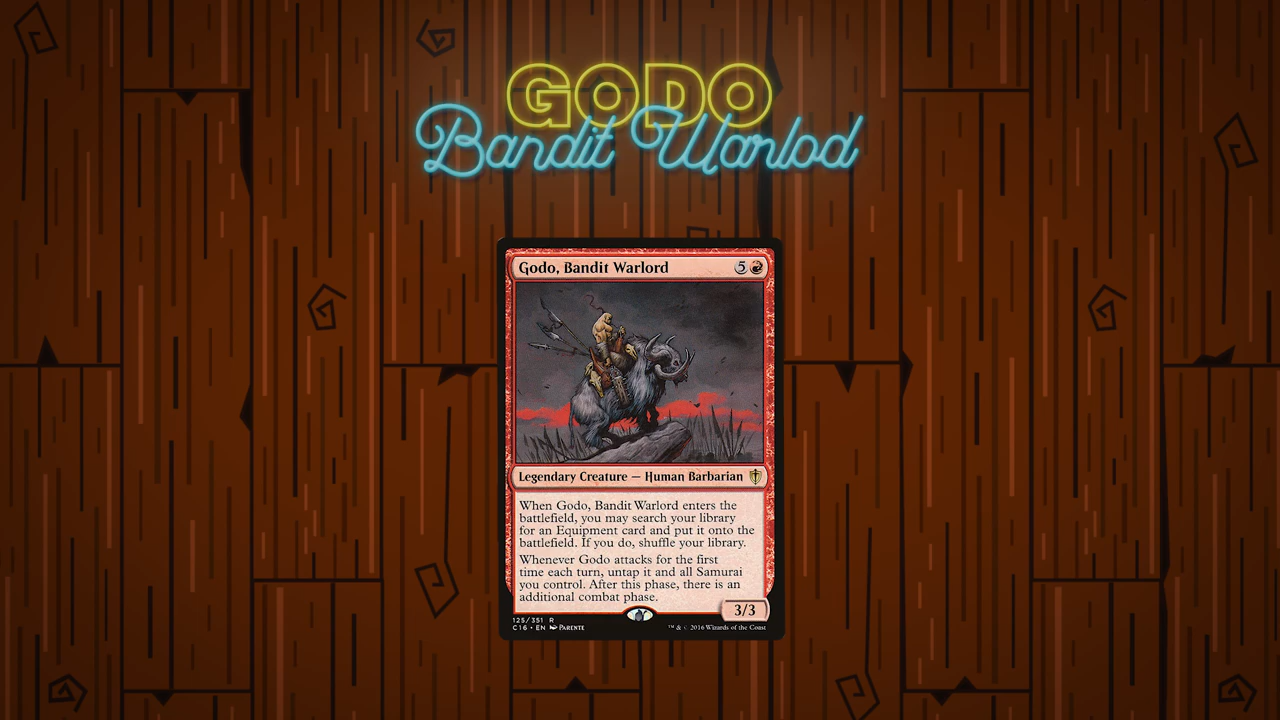 GODO
Bandit Warlod
Godo, Bandit Warlord 5
Legendary Creature — Human Barbarian
When Godo, Bandit Warlord enters the
battlefield, you may search your library
for an Equipment card and put it onto the
battlefield. If you do, shuffle your library.
Whenever Godo attacks for the first
time each turn, untap it and all Samurai
you control. After this phase, there is an
additional combat phase.
3/3
125/351 R
C16 • EN PARENTE
™ & © 2016 Wizards of the Coast